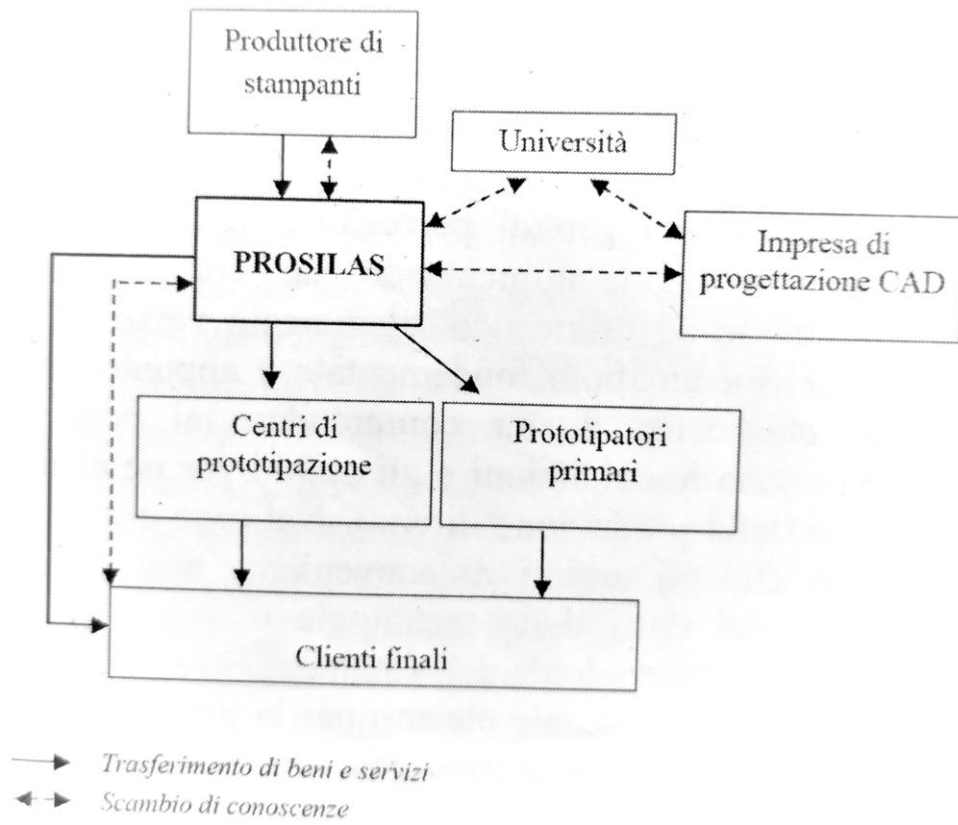 Produttore di
stampanti
Università
PROSILAS
Impresa di
progettazione CAD
Centri di
prototipazione
Prototipatori
primari
Clienti finali
Trasferimento di beni e servizi
Scambio di conoscenze